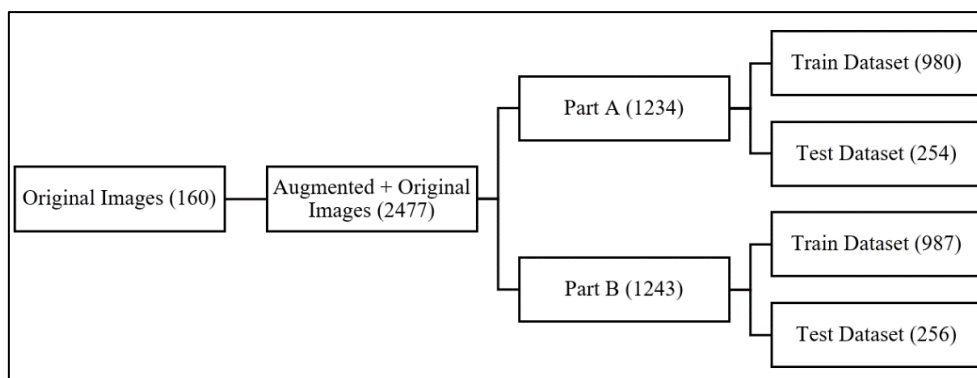 Original Images (160)
Augmented + Original
Images (2477)
Part A (1234)
Train Dataset (980)
Test Dataset (254)
Part B (1243)
Train Dataset (987)
Test Dataset (256)